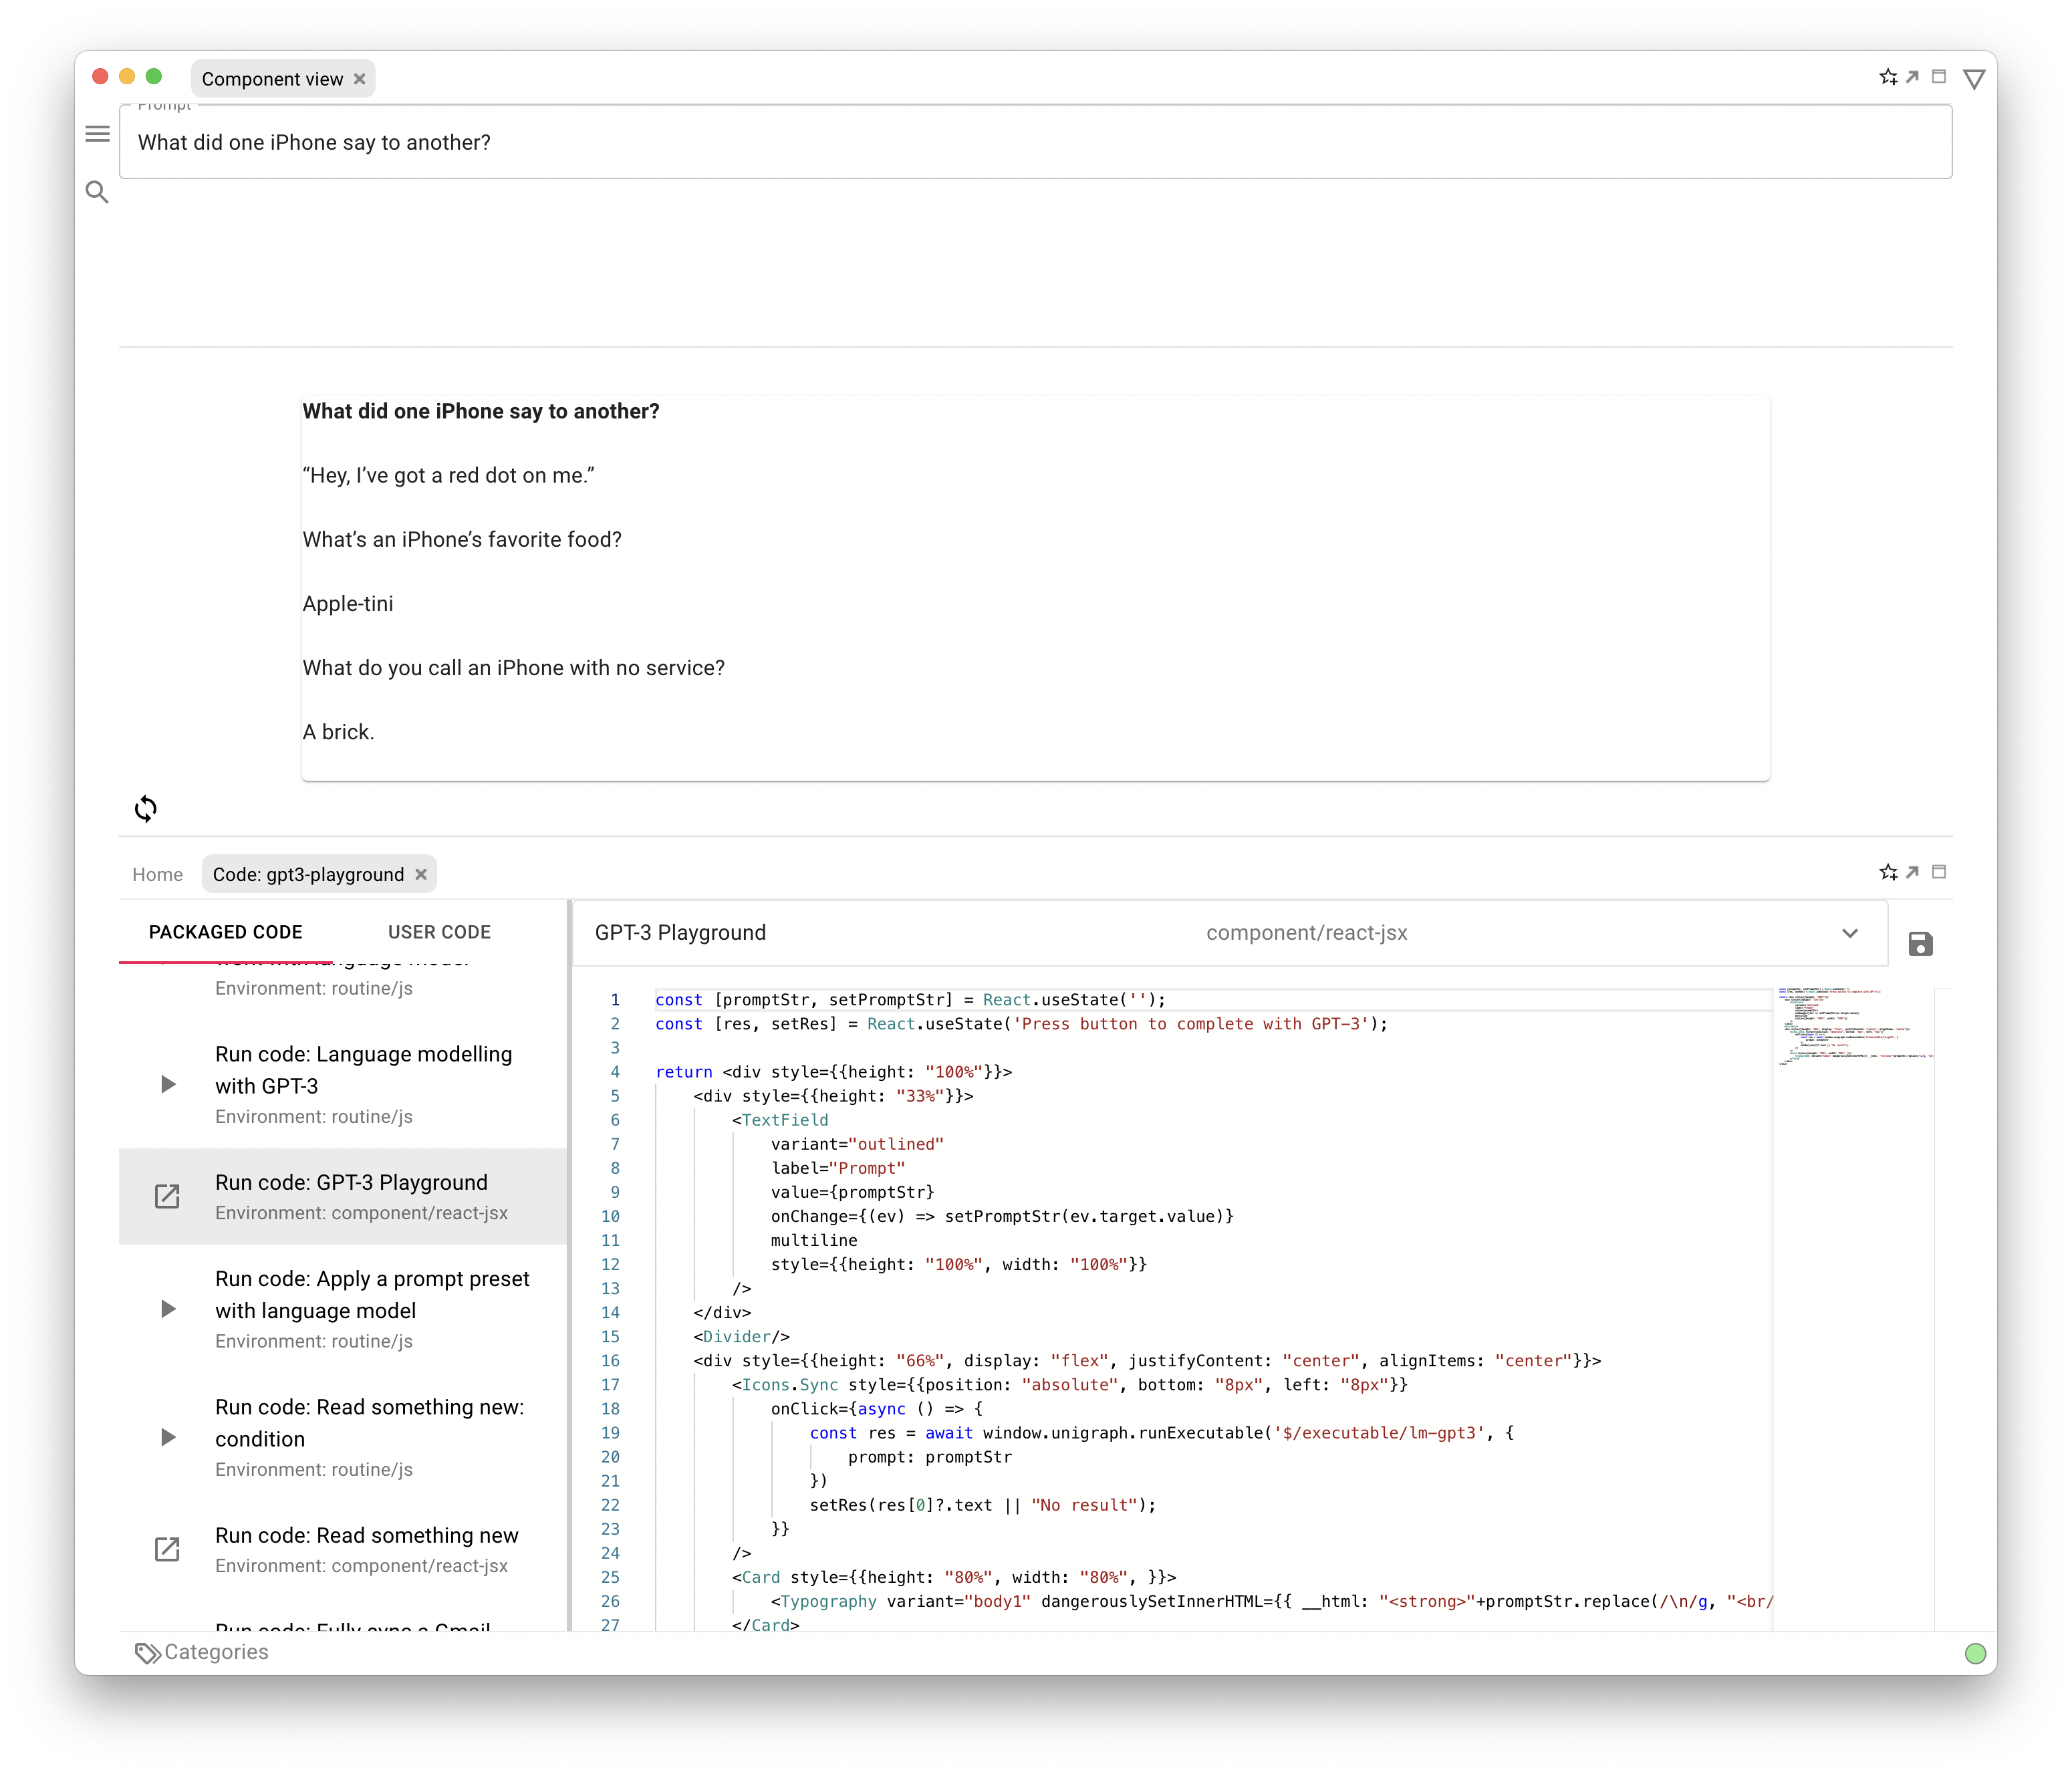 Component view
Prompt
What did one iPhone say to another?
What did one iPhone say to another?
“Hey, I’ve got a red dot on me.”
What’s an iPhone’s favorite food?
Apple-tini
What do you call an iPhone with no service?
A brick.
Home
Code: gpt3-playground
PACKAGED CODE
USER CODE
work with language model
Environment: routine/js
Run code: Language modelling
with GPT-3
Environment: routine/js
Run code: GPT-3 Playground
Environment: component/react-jsx
Run code: Apply a prompt preset
with language model
Environment: routine/js
Run code: Read something new:
condition
Environment: routine/js
Run code: Read something new
Environment: component/react-jsx
Run code: Fully sync a Gmail
GPT-3 Playground
component/react-jsx
1 const [promptStr, setPromptStr] = React.useState('');
2 const [res, setRes] = React.useState('Press button to complete with GPT-3');
3
4 return <div style={{height: "100%"}}>
5 <div style={{height: "33%"}}>
6 <TextField
7 variant="outlined"
8 label="Prompt"
9 value={promptStr}
10 onChange={(ev) => setPromptStr(ev.target.value)}
11 multiline
12 style={{height: "100%", width: "100%"}}
13 />
14 </div>
15 <Divider/>
16 <div style={{height: "66%", display: "flex", justifyContent: "center", alignItems: "center"}}>
17 <Icons.Sync style={{position: "absolute", bottom: "8px", left: "8px"}}
18 onClick={async () => {
19 const res = await window.unigraph.runExecutable('$/executable/lm-gpt3', {
20 prompt: promptStr
21 })
22 setRes(res[0]?.text || "No result");
23 }}
24 />
25 <Card style={{height: "80%", width: "80%", }}>
26 <Typography variant="body1" dangerouslySetInnerHTML={{ __html: "<strong>"+promptStr.replace(/\n/g, "<br/
27 </Card>
Categories